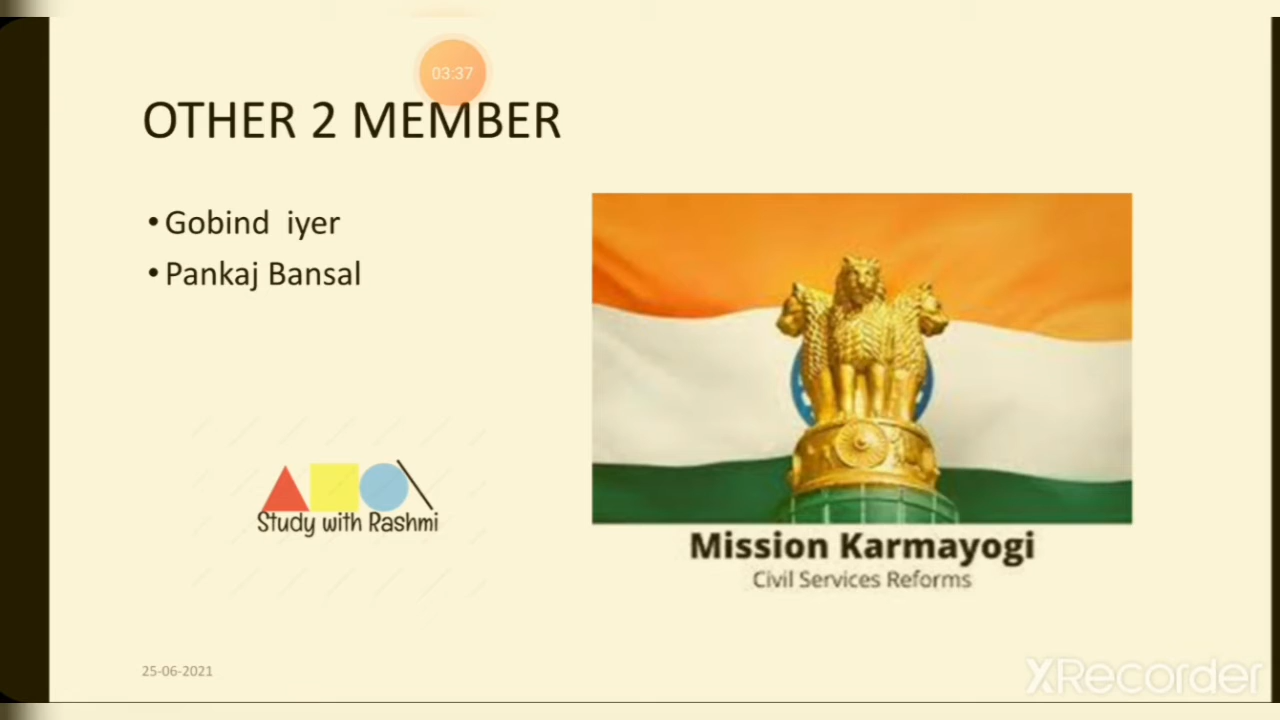 03:37
OTHER 2 MEMBER
• Gobind iyer
• Pankaj Bansal
Study with Rashmi
Mission Karmayogi
Civil Services Reforms
25-06-2021
XRecorder